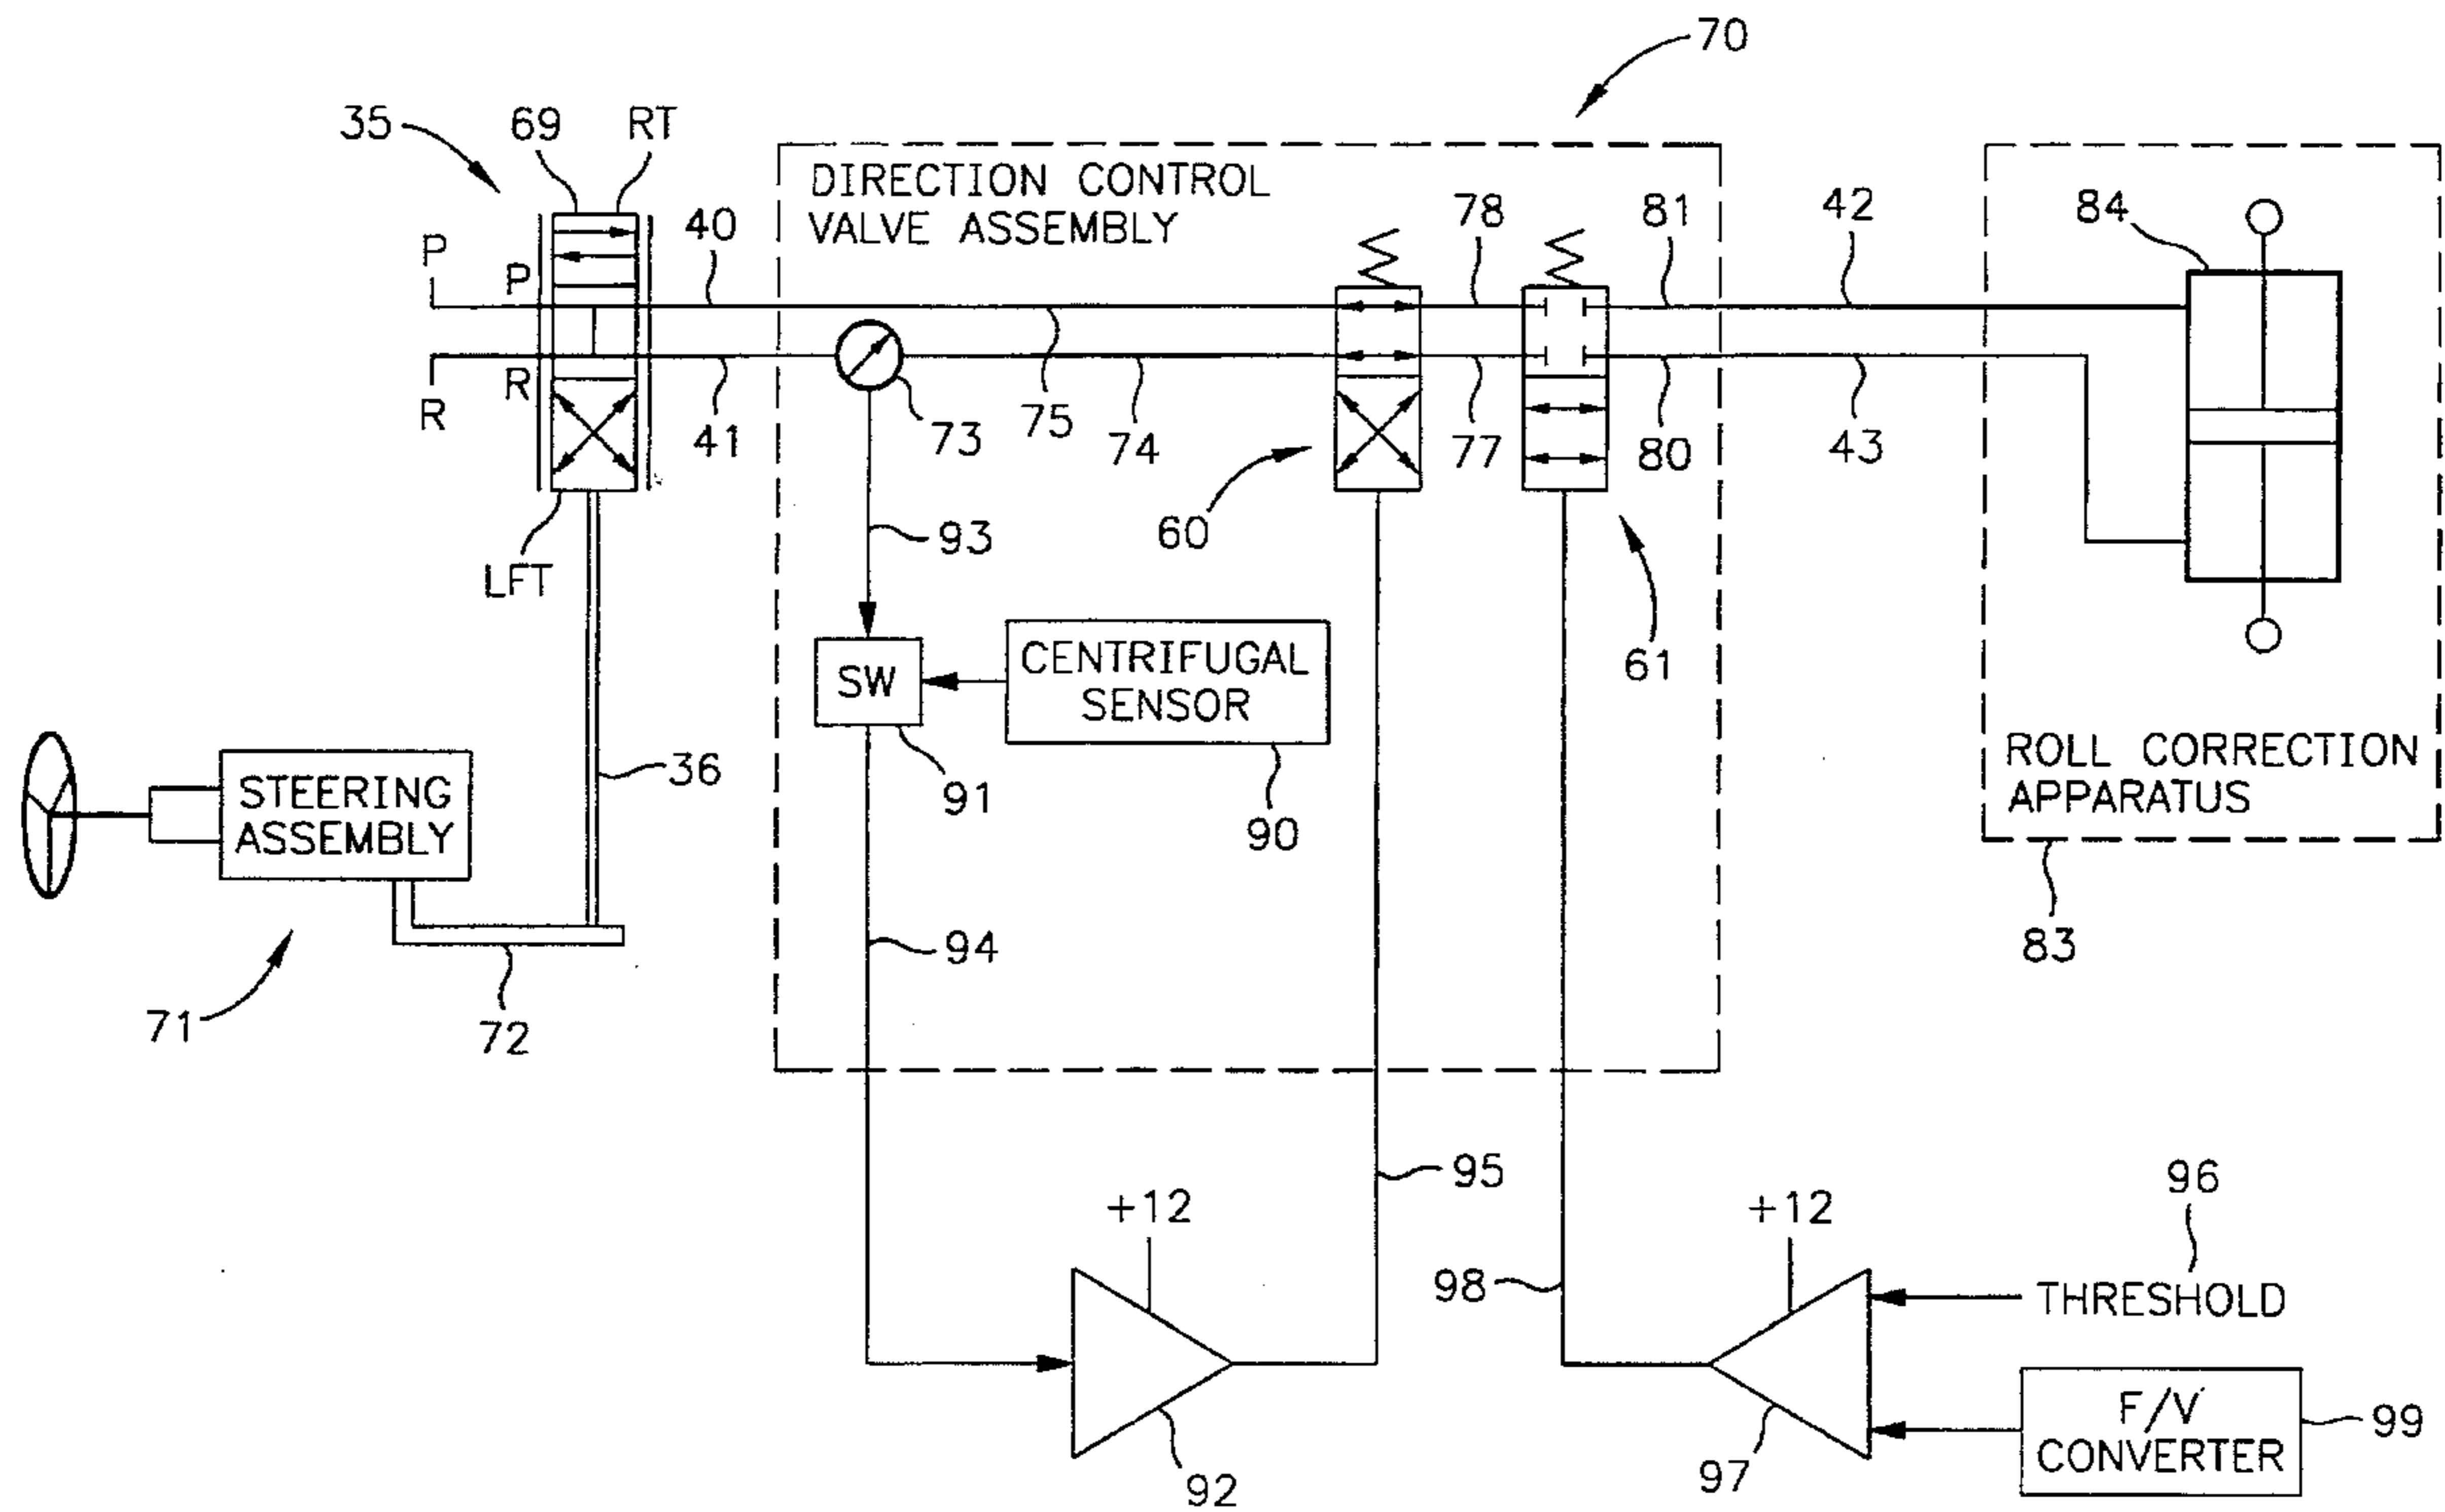 70
35
69
RT
DIRECTION CONTROL
VALVE ASSEMBLY
P
P
40
78
81
42
84
R
R
41
73
75
74
77
80
43
LFT
93
60
61
SW
CENTRIFUGAL
SENSOR
STEERING
ASSEMBLY
36
91
90
ROLL CORRECTION
APPARATUS
71
72
94
83
95
+12
+12
96
98
THRESHOLD
92
97
F/V
CONVERTER
99